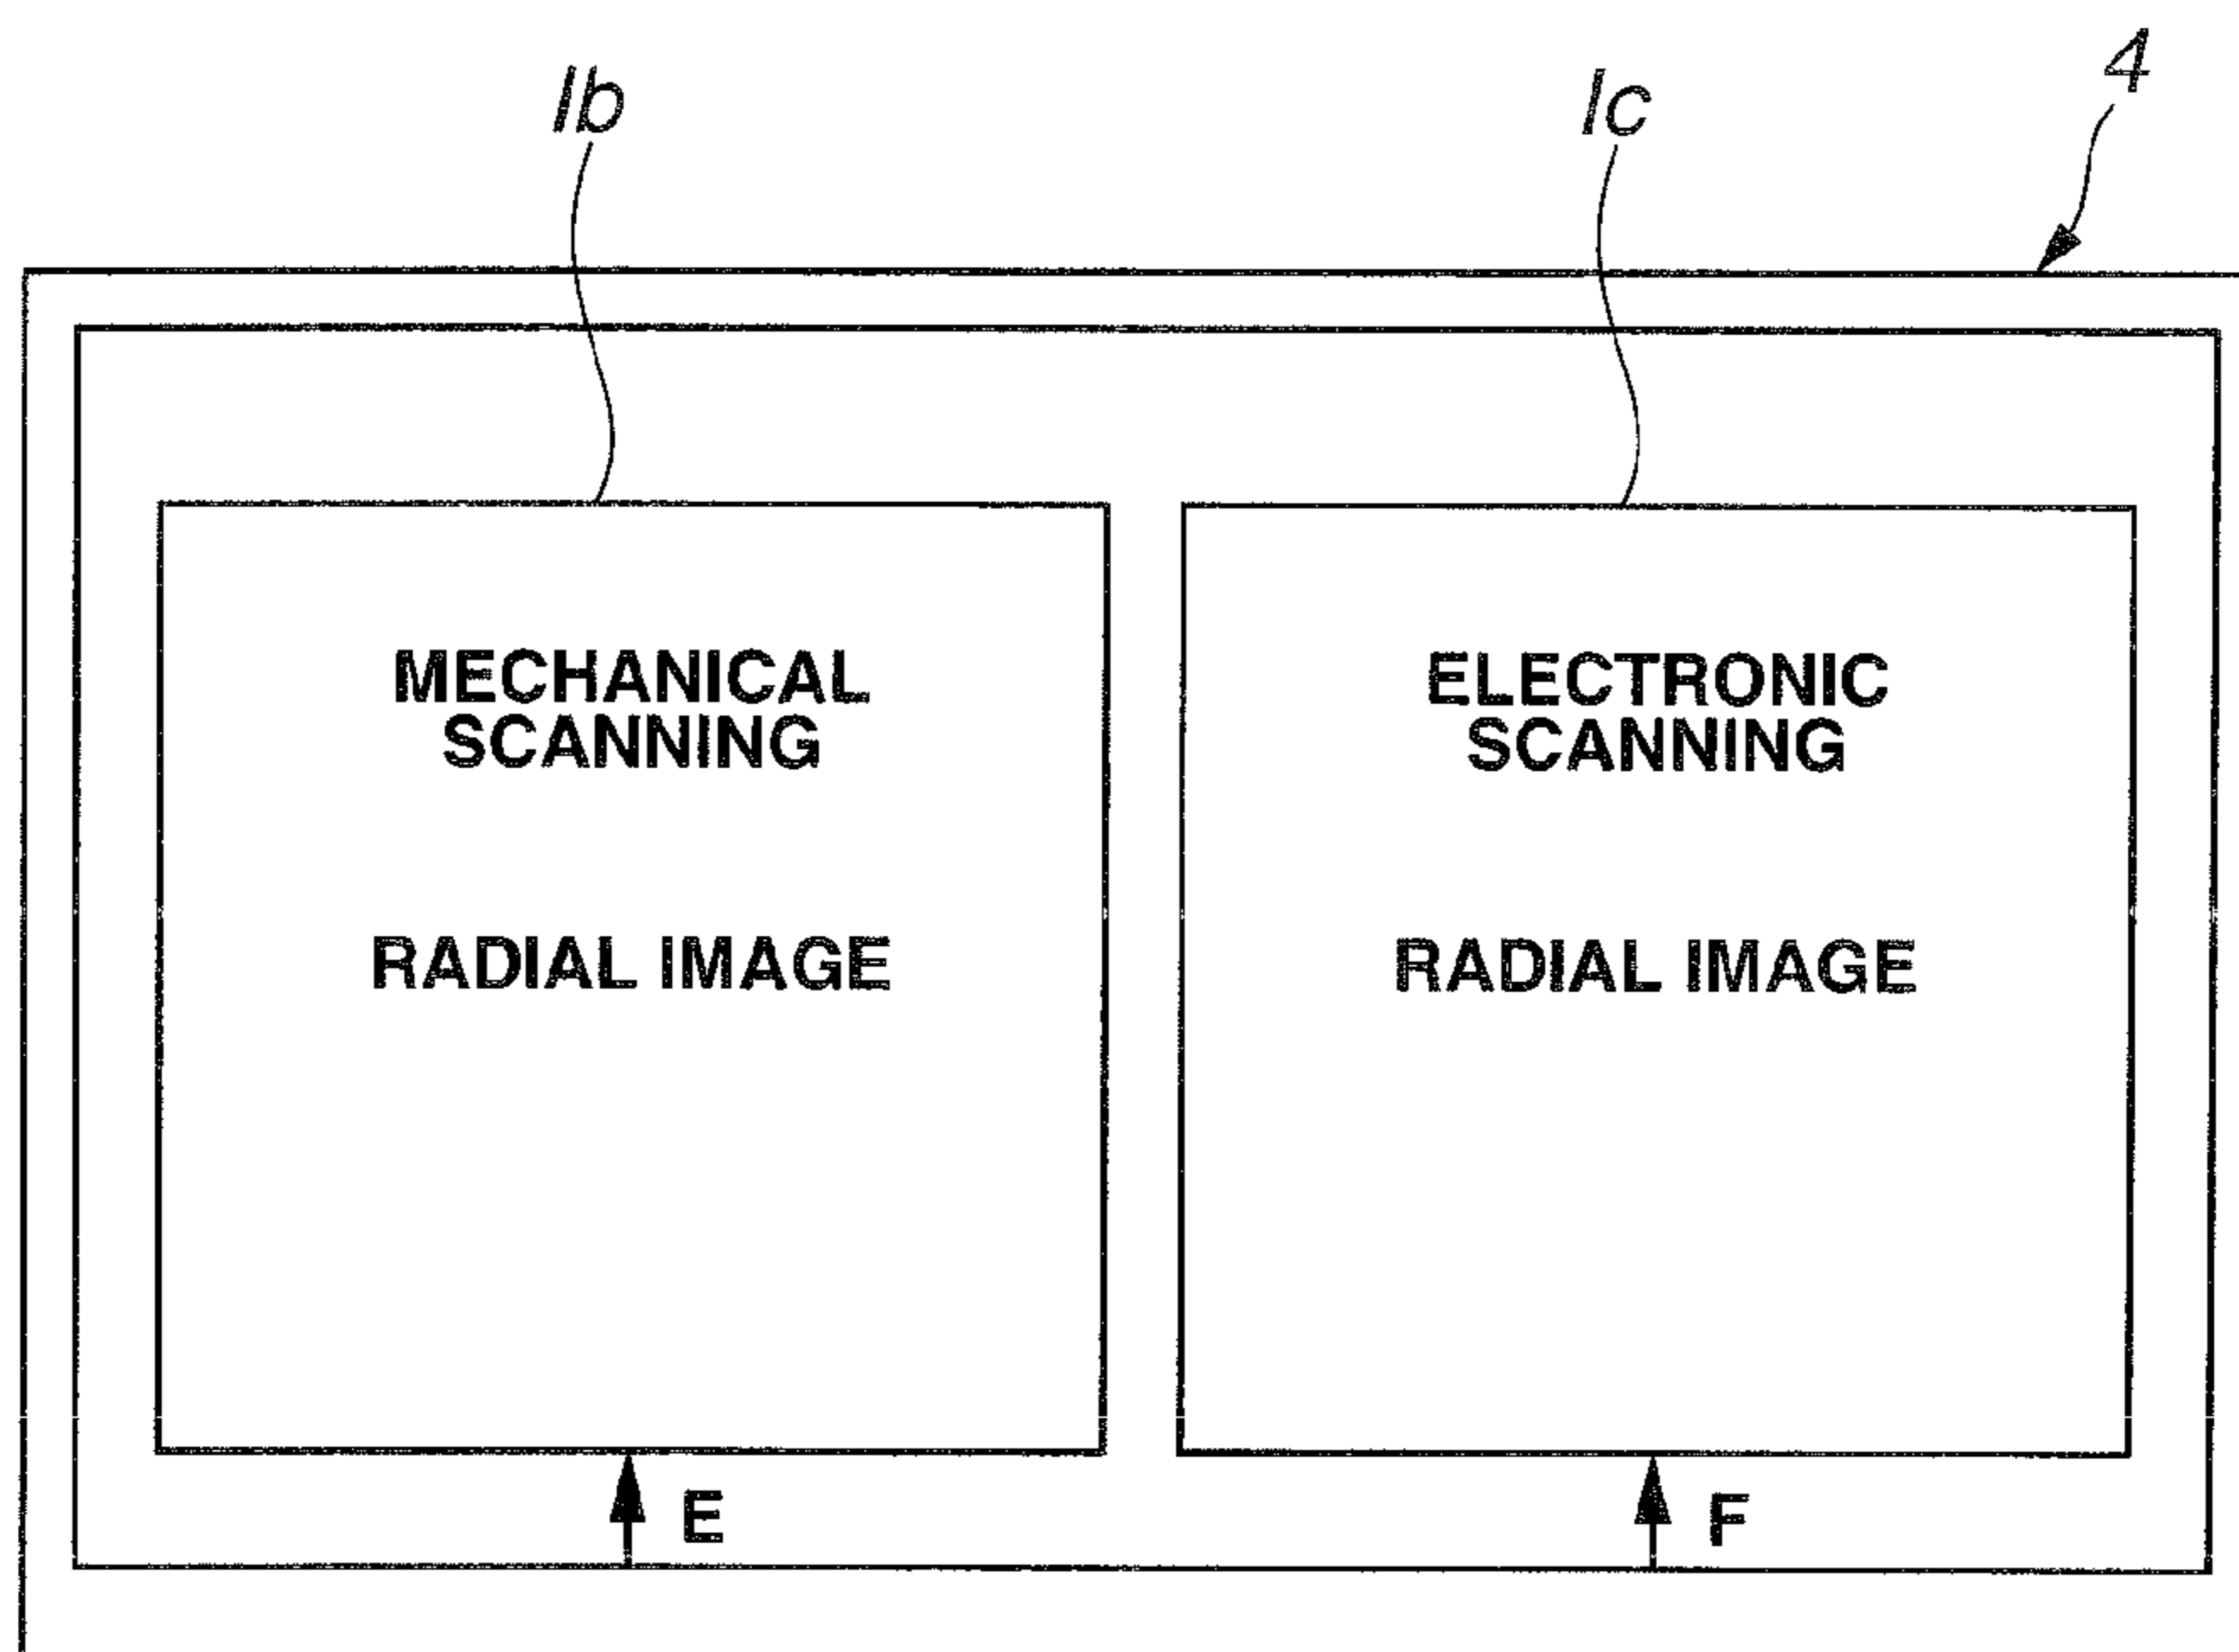 Ib
Ic
4
MECHANICAL
SCANNING
RADIAL IMAGE
ELECTRONIC
SCANNING
RADIAL IMAGE
E
F